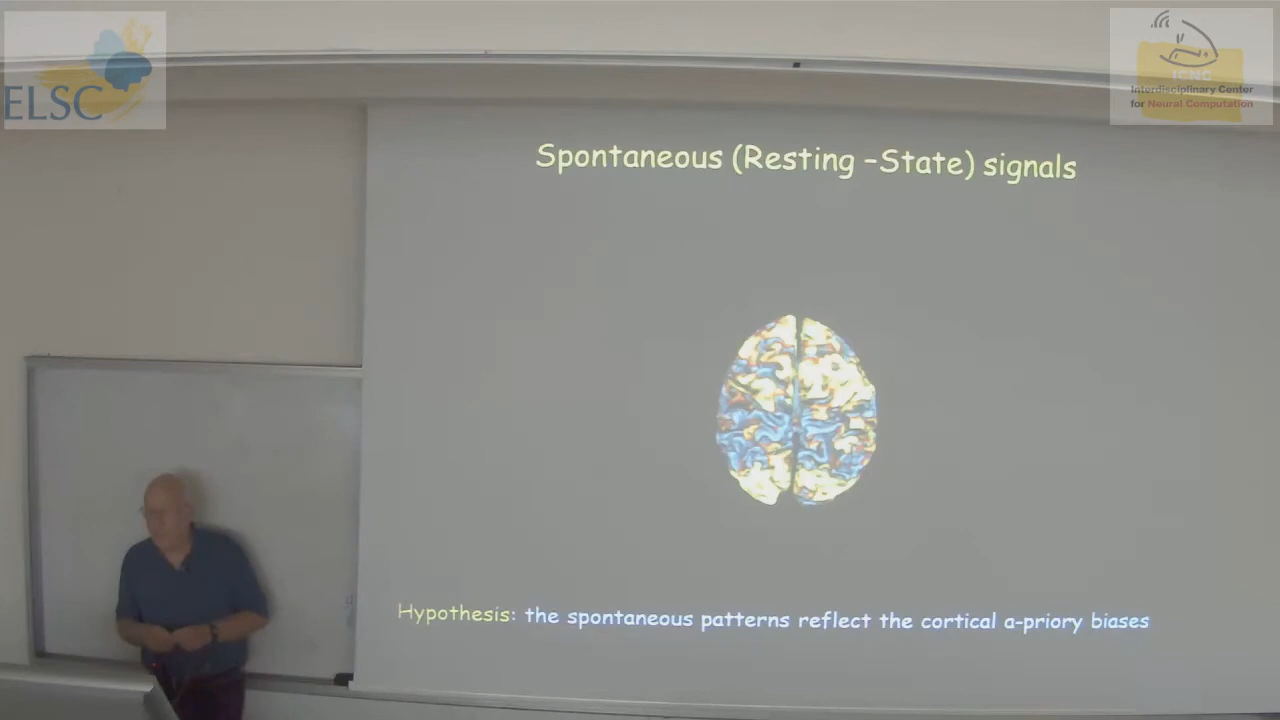 ELSC
ICNC
Interdisciplinary Center
for Neural Computation
Spontaneous (Resting –State) signals
Hypothesis: the spontaneous patterns reflect the cortical a-priory biases